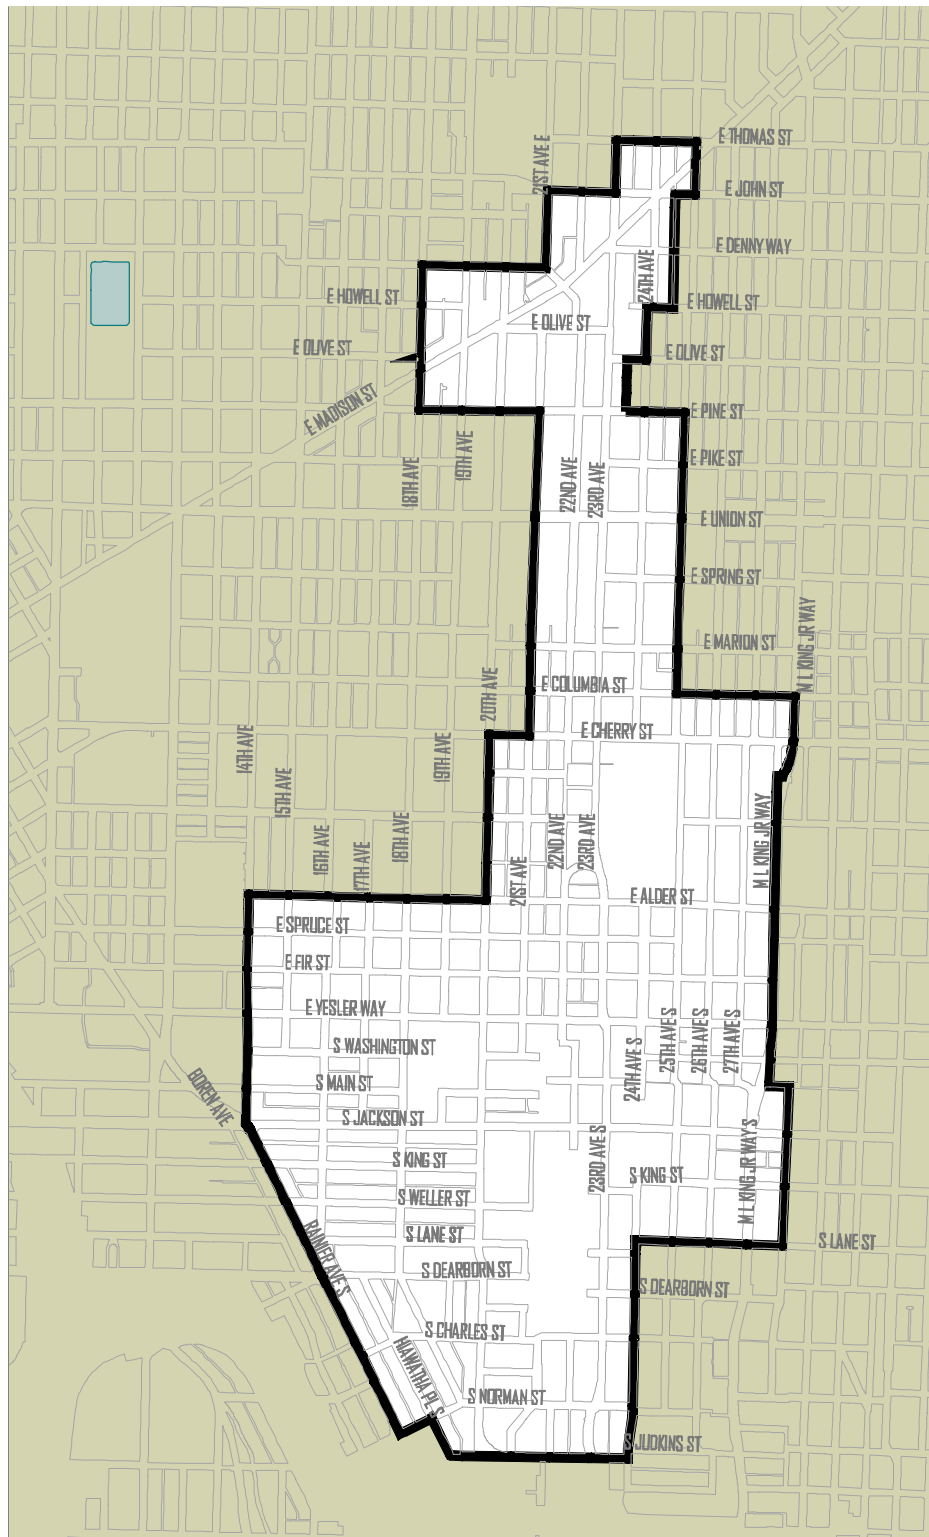 E THOMAS ST
21ST AVE E
E JOHN ST
E DENNY WAY
24TH AVE
E HOWELL ST
E HOWELL ST
E OLIVE ST
E OLIVE ST
E OLIVE ST
E MADISON ST
E PINE ST
18TH AVE
19TH AVE
E PIKE ST
22ND AVE
23RD AVE
E UNION ST
E SPRING ST
E MARION ST
M L KING JR WAY
20TH AVE
E COLUMBIA ST
E CHERRY ST
14TH AVE
15TH AVE
19TH AVE
16TH AVE
17TH AVE
18TH AVE
21ST AVE
22ND AVE
23RD AVE
M L KING JR WAY
E ALDER ST
E SPRUCE ST
E FIR ST
E YESLER WAY
S WASHINGTON ST
24TH AVE S
25TH AVE S
26TH AVE S
27TH AVE S
S MAIN ST
BOREN AVE
S JACKSON ST
S KING ST
23RD AVE S
S KING ST
M L KING JR WAY S
S WELLER ST
S LANE ST
S LANE ST
RAINIER AVE S
S DEARBORN ST
S DEARBORN ST
S CHARLES ST
HIAWATHA PL S
S NORMAN ST
S JUDKINS ST